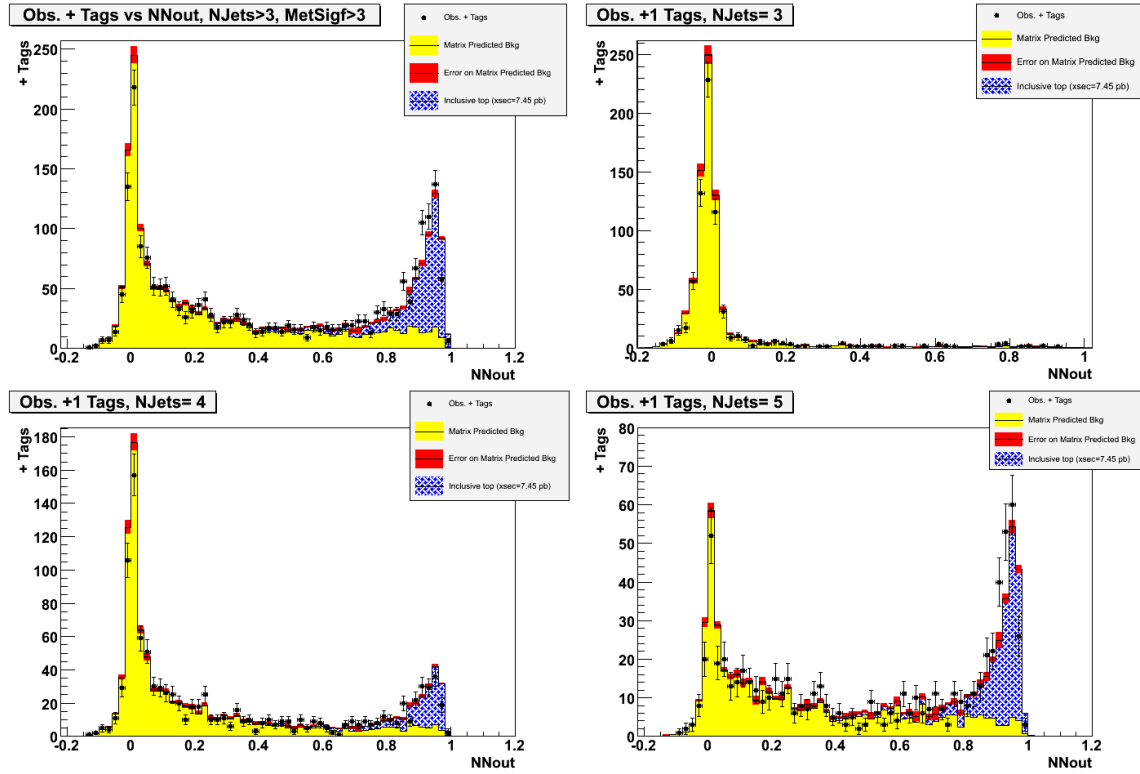 Obs. + Tags vs NNout, NJets>3, MetSigf>3
Obs. + Tags
Matrix Predicted Bkg
Error on Matrix Predicted Bkg
Inclusive top (xsec=7.45 pb)
+ Tags
250
200
150
100
50
0
-0.2 0 0.2 0.4 0.6 0.8 1 1.2
NNout
Obs. +1 Tags, NJets= 3
Obs. + Tags
Matrix Predicted Bkg
Error on Matrix Predicted Bkg
Inclusive top (xsec=7.45 pb)
+ Tags
250
200
150
100
50
0
-0.2 0 0.2 0.4 0.6 0.8 1
NNout
Obs. +1 Tags, NJets= 4
Obs. + Tags
Matrix Predicted Bkg
Error on Matrix Predicted Bkg
Inclusive top (xsec=7.45 pb)
+ Tags
180
160
140
120
100
80
60
40
20
0
-0.2 0 0.2 0.4 0.6 0.8 1 1.2
NNout
Obs. +1 Tags, NJets= 5
Obs. + Tags
Matrix Predicted Bkg
Error on Matrix Predicted Bkg
Inclusive top (xsec=7.45 pb)
+ Tags
80
70
60
50
40
30
20
10
0
-0.2 0 0.2 0.4 0.6 0.8 1 1.2
NNout